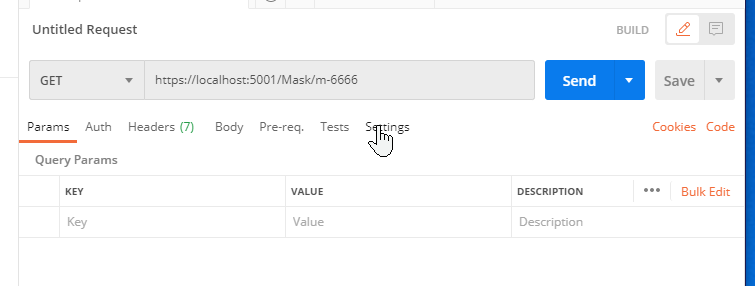 Untitled Request BUILD
GET https://localhost:5001/Mask/m-6666 Send Save
Params Auth Headers (7) Body Pre-req. Tests Settings Cookies Code
Query Params
KEY VALUE DESCRIPTION ••• Bulk Edit
Key Value Description